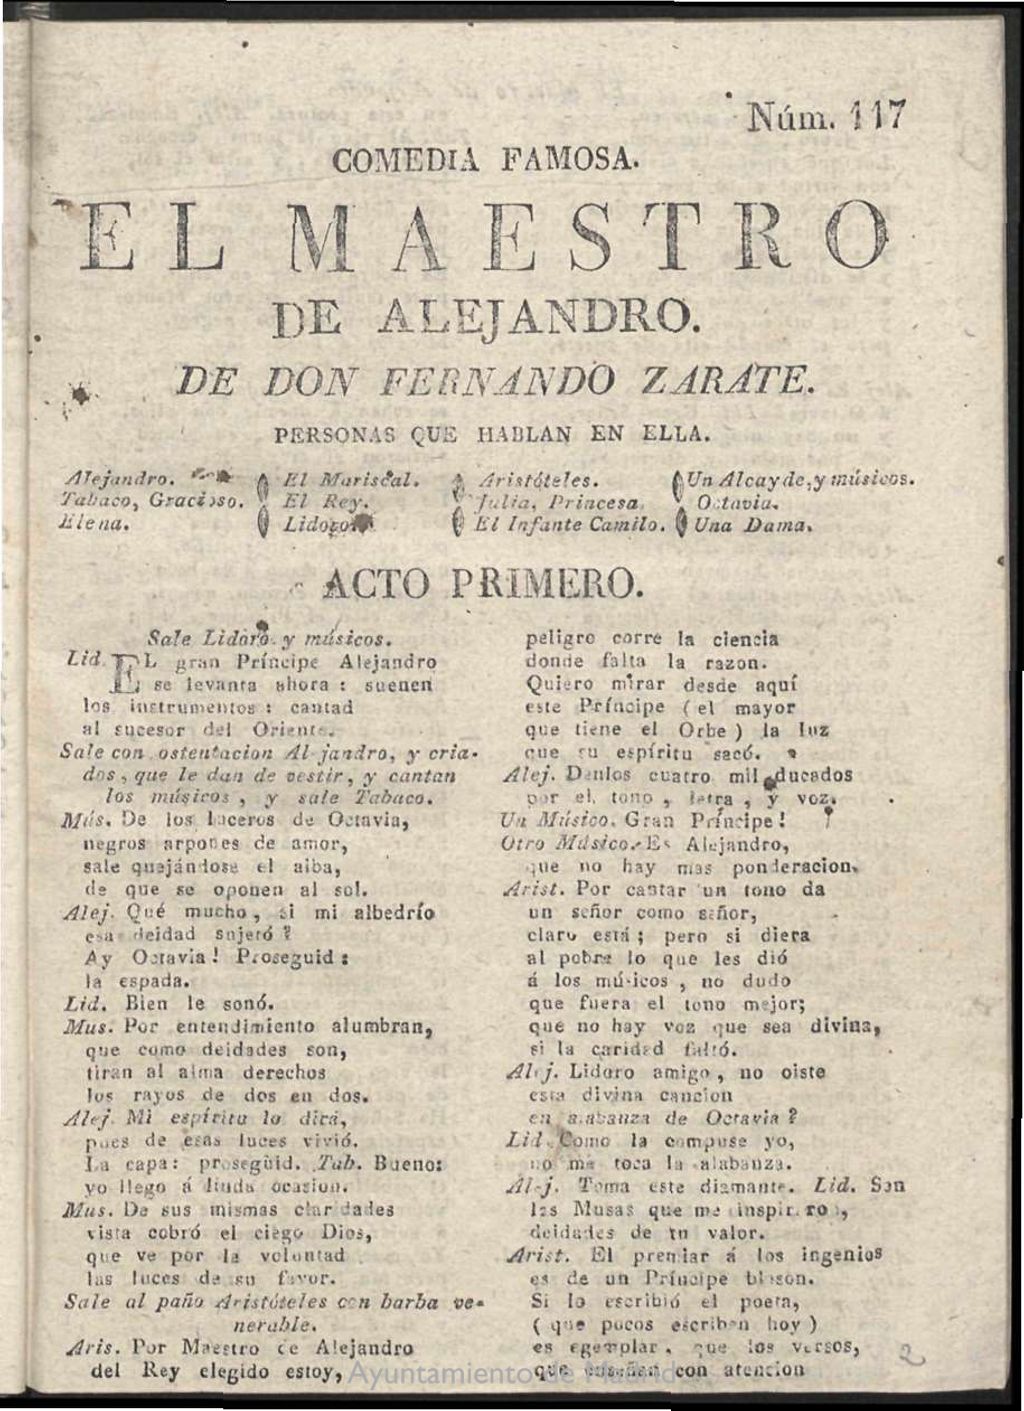 Núm. 117
COMEDIA FAMOSA.
EL MAESTRO
DE ALEJANDRO.
DE DON FERNANDO ZARATE.
PERSONAS QUE HABLAN EN ELLA.
Alejandro.
Tabaco, Gracioso.
Elena.
El Mariscal.
El Rey.
Lidoro
Aristóteles.
Julia, Princesa.
El Infante Camilo.
Un Alcayde, y músicos.
Octavia.
Una Dama.
ACTO PRIMERO.
Sale Lidoro y músicos.
Lid. EL gran Príncipe Alejandro
se levanta ahora : suenen
los instrumentos : cantad
al sucesor del Oriente.
Sale con ostentacion Alejandro, y cria-
dos, que le dan de vestir, y cantan
los músicos, y sale Tabaco.
Mús. De los luceros de Octavia,
negros arpones de amor,
sale quejándose el alba,
de que se oponen al sol.
Alej. Qué mucho, si mi albedrío
esa deidad sujetó ?
Ay Octavia! Proseguid :
la espada.
Lid. Bien le sonó.
Mus. Por entendimiento alumbran,
que como deidades son,
tiran al alma derechos
los rayos de dos en dos.
Alej. Mi espíritu lo dirá,
pues de esas luces vivió.
La capa: proseguid. Tab. Bueno:
yo llego á linda ocasion.
Mus. De sus mismas claridades
vista cobró el ciego Dios,
que ve por la voluntad
las luces de su favor.
Sale al paño Aristóteles con barba ve-
nerable.
Aris. Por Maestro de Alejandro
del Rey elegido estoy,
peligro corre la ciencia
donde falta la razon.
Quiero mirar desde aquí
este Príncipe ( el mayor
que tiene el Orbe ) la luz
que su espíritu sacó.
Alej. Danlos cuatro mil ducados
por el tono, letra, y voz.
Un Músico. Gran Príncipe!
Otro Músico. Es Alejandro,
que no hay mas ponderacion.
Arist. Por cantar un tono da
un señor como señor,
claro está ; pero si diera
al pobre lo que les dió
á los músicos, no dudo
que fuera el tono mejor;
que no hay voz que sea divina,
si la caridad faltó.
Alej. Lidoro amigo, no oiste
esta divina cancion
en alabanza de Octavia ?
Lid. Como la compuse yo,
no me toca la alabanza.
Alej. Toma este diamante. Lid. Son
las Musas que me inspiró,
deidades de tu valor.
Arist. El premiar á los ingenios
es de un Príncipe blason.
Si lo escribió el poeta,
( que pocos escriben hoy )
es egemplar, que los versos,
que enseñan con atencion
2
Ayuntamiento de Madrid